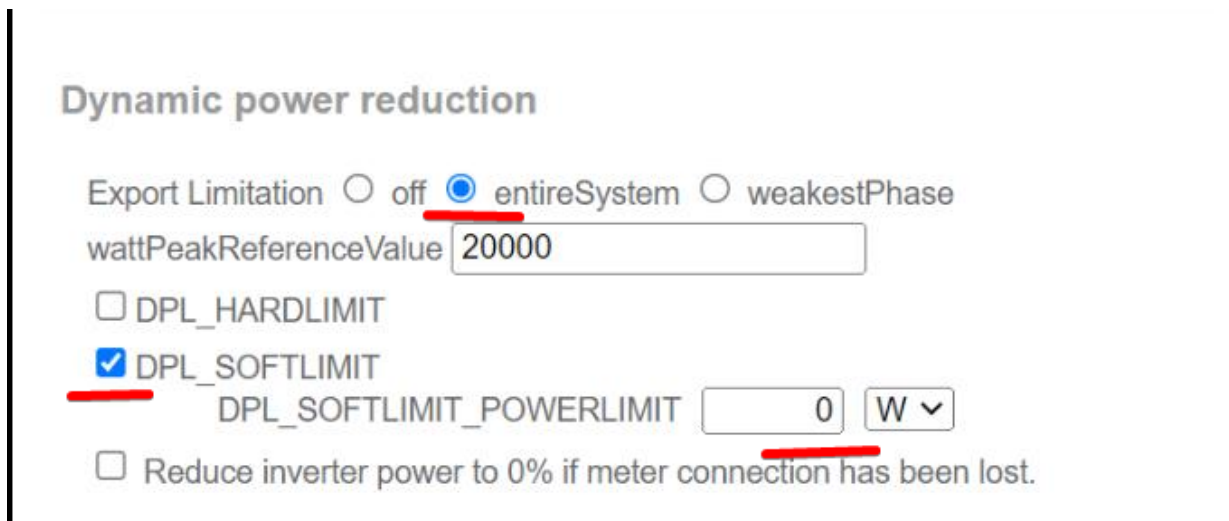 Dynamic power reduction
Export Limitation off entireSystem weakestPhase
wattPeakReferenceValue 20000
DPL_HARDLIMIT
DPL_SOFTLIMIT
DPL_SOFTLIMIT_POWERLIMIT 0 W
Reduce inverter power to 0% if meter connection has been lost.